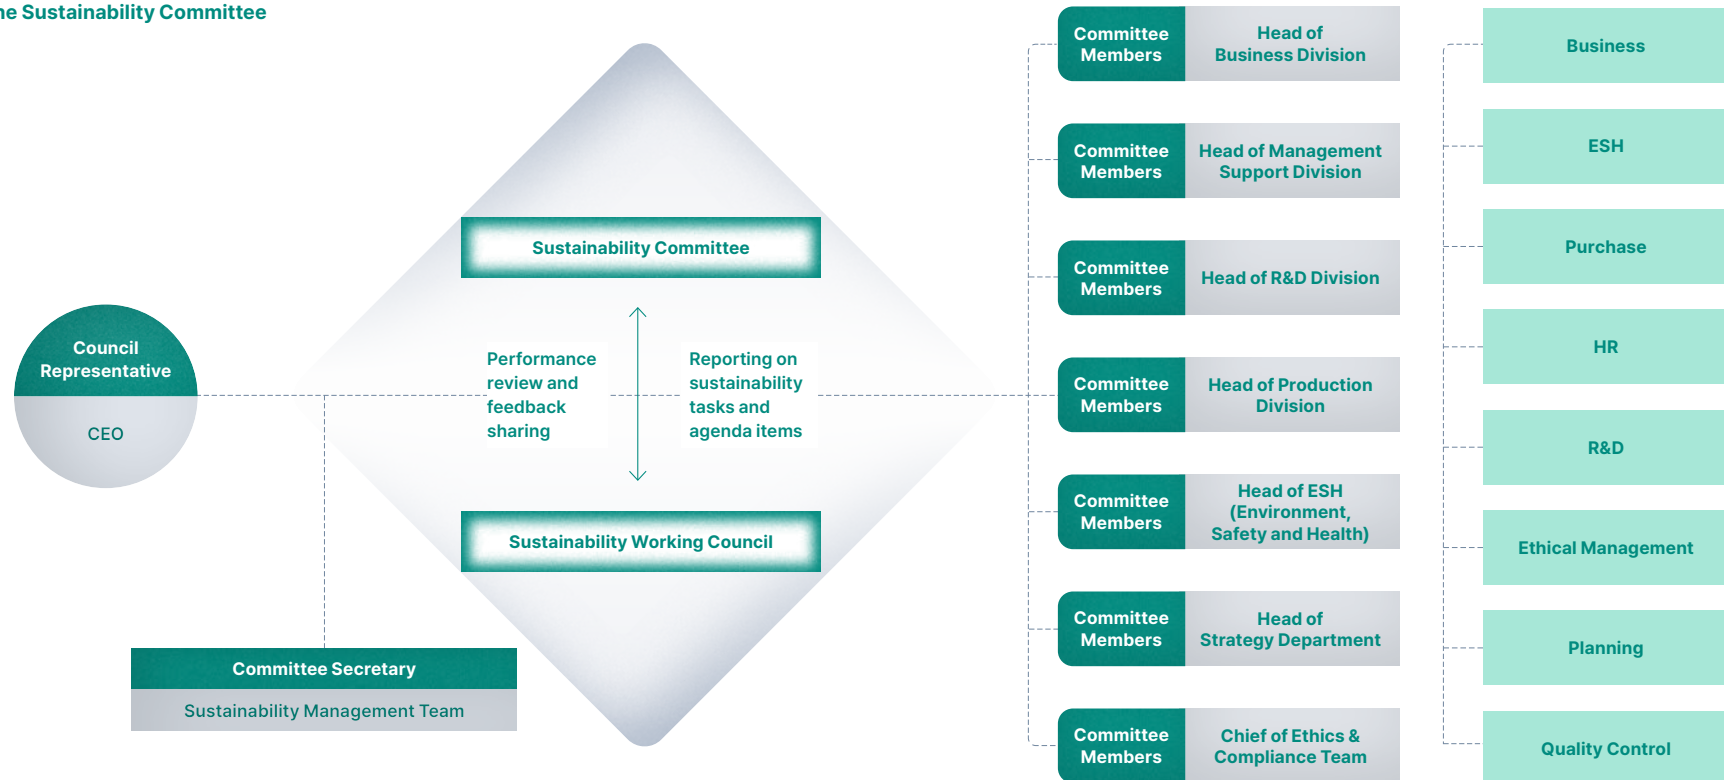 he Sustainability Committee
Council
Representative
CEO
Committee Secretary
Sustainability Management Team
Sustainability Committee
Performance
review and
feedback
sharing
Reporting on
sustainability
tasks and
agenda items
Sustainability Working Council
Committee
Members
Head of
Business Division
Committee
Members
Head of Management
Support Division
Committee
Members
Head of R&D Division
Committee
Members
Head of Production
Division
Committee
Members
Head of ESH
(Environment,
Safety and Health)
Committee
Members
Head of
Strategy Department
Committee
Members
Chief of Ethics &
Compliance Team
Business
ESH
Purchase
HR
R&D
Ethical Management
Planning
Quality Control